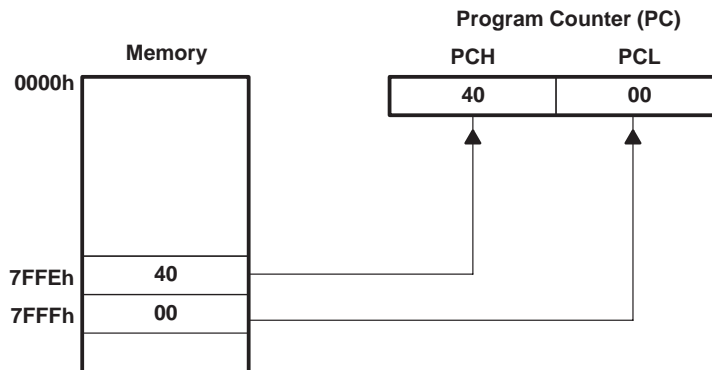 Program Counter (PC)
Memory
PCH PCL
0000h
40 00
7FFEh 40
7FFFh 00